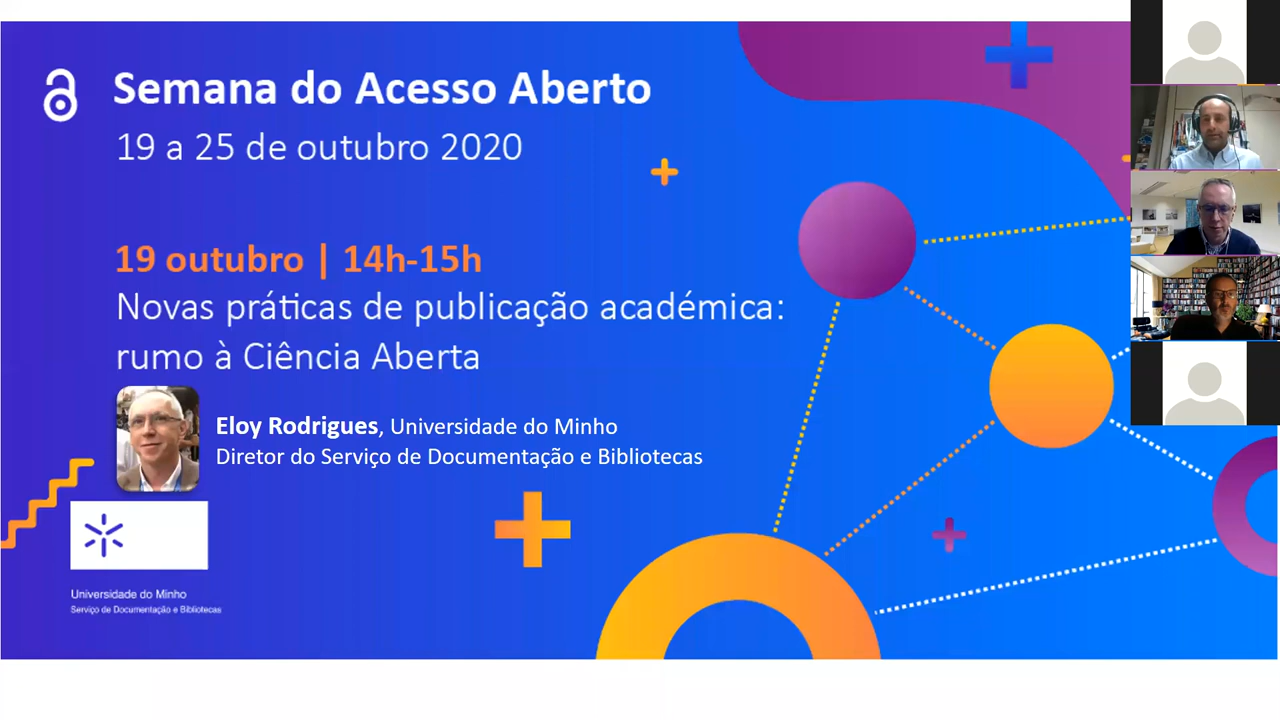 Semana do Acesso Aberto
19 a 25 de outubro 2020
19 outubro | 14h-15h
Novas práticas de publicação académica:
rumo à Ciência Aberta
Eloy Rodrigues, Universidade do Minho
Diretor do Serviço de Documentação e Bibliotecas
Universidade do Minho
Serviço de Documentação e Bibliotecas